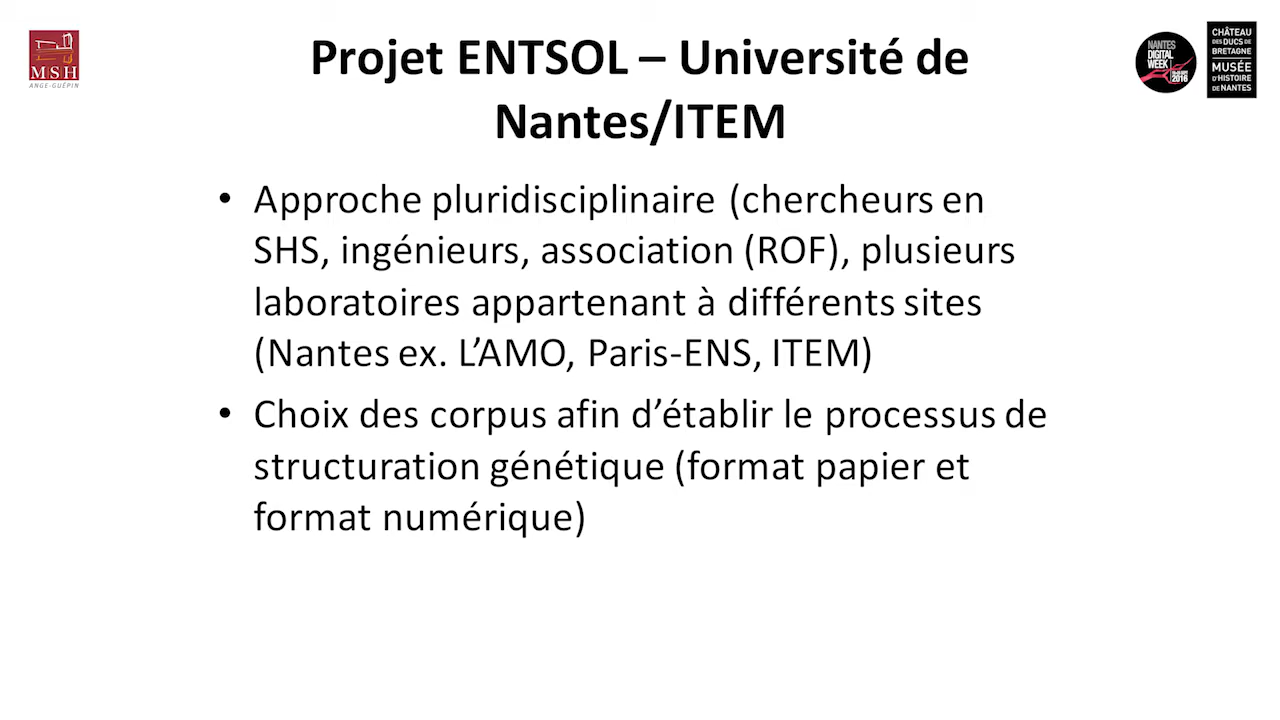 MSH
ANGE-GUÉPIN
Projet ENTSOL – Université de
Nantes/ITEM
NANTES
DIGITAL
WEEK
2016
CHÂTEAU
DES DUCS DE
BRETAGNE
MUSÉE
D'HISTOIRE
DE NANTES
• Approche pluridisciplinaire (chercheurs en
SHS, ingénieurs, association (ROF), plusieurs
laboratoires appartenant à différents sites
(Nantes ex. L’AMO, Paris-ENS, ITEM)
• Choix des corpus afin d’établir le processus de
structuration génétique (format papier et
format numérique)